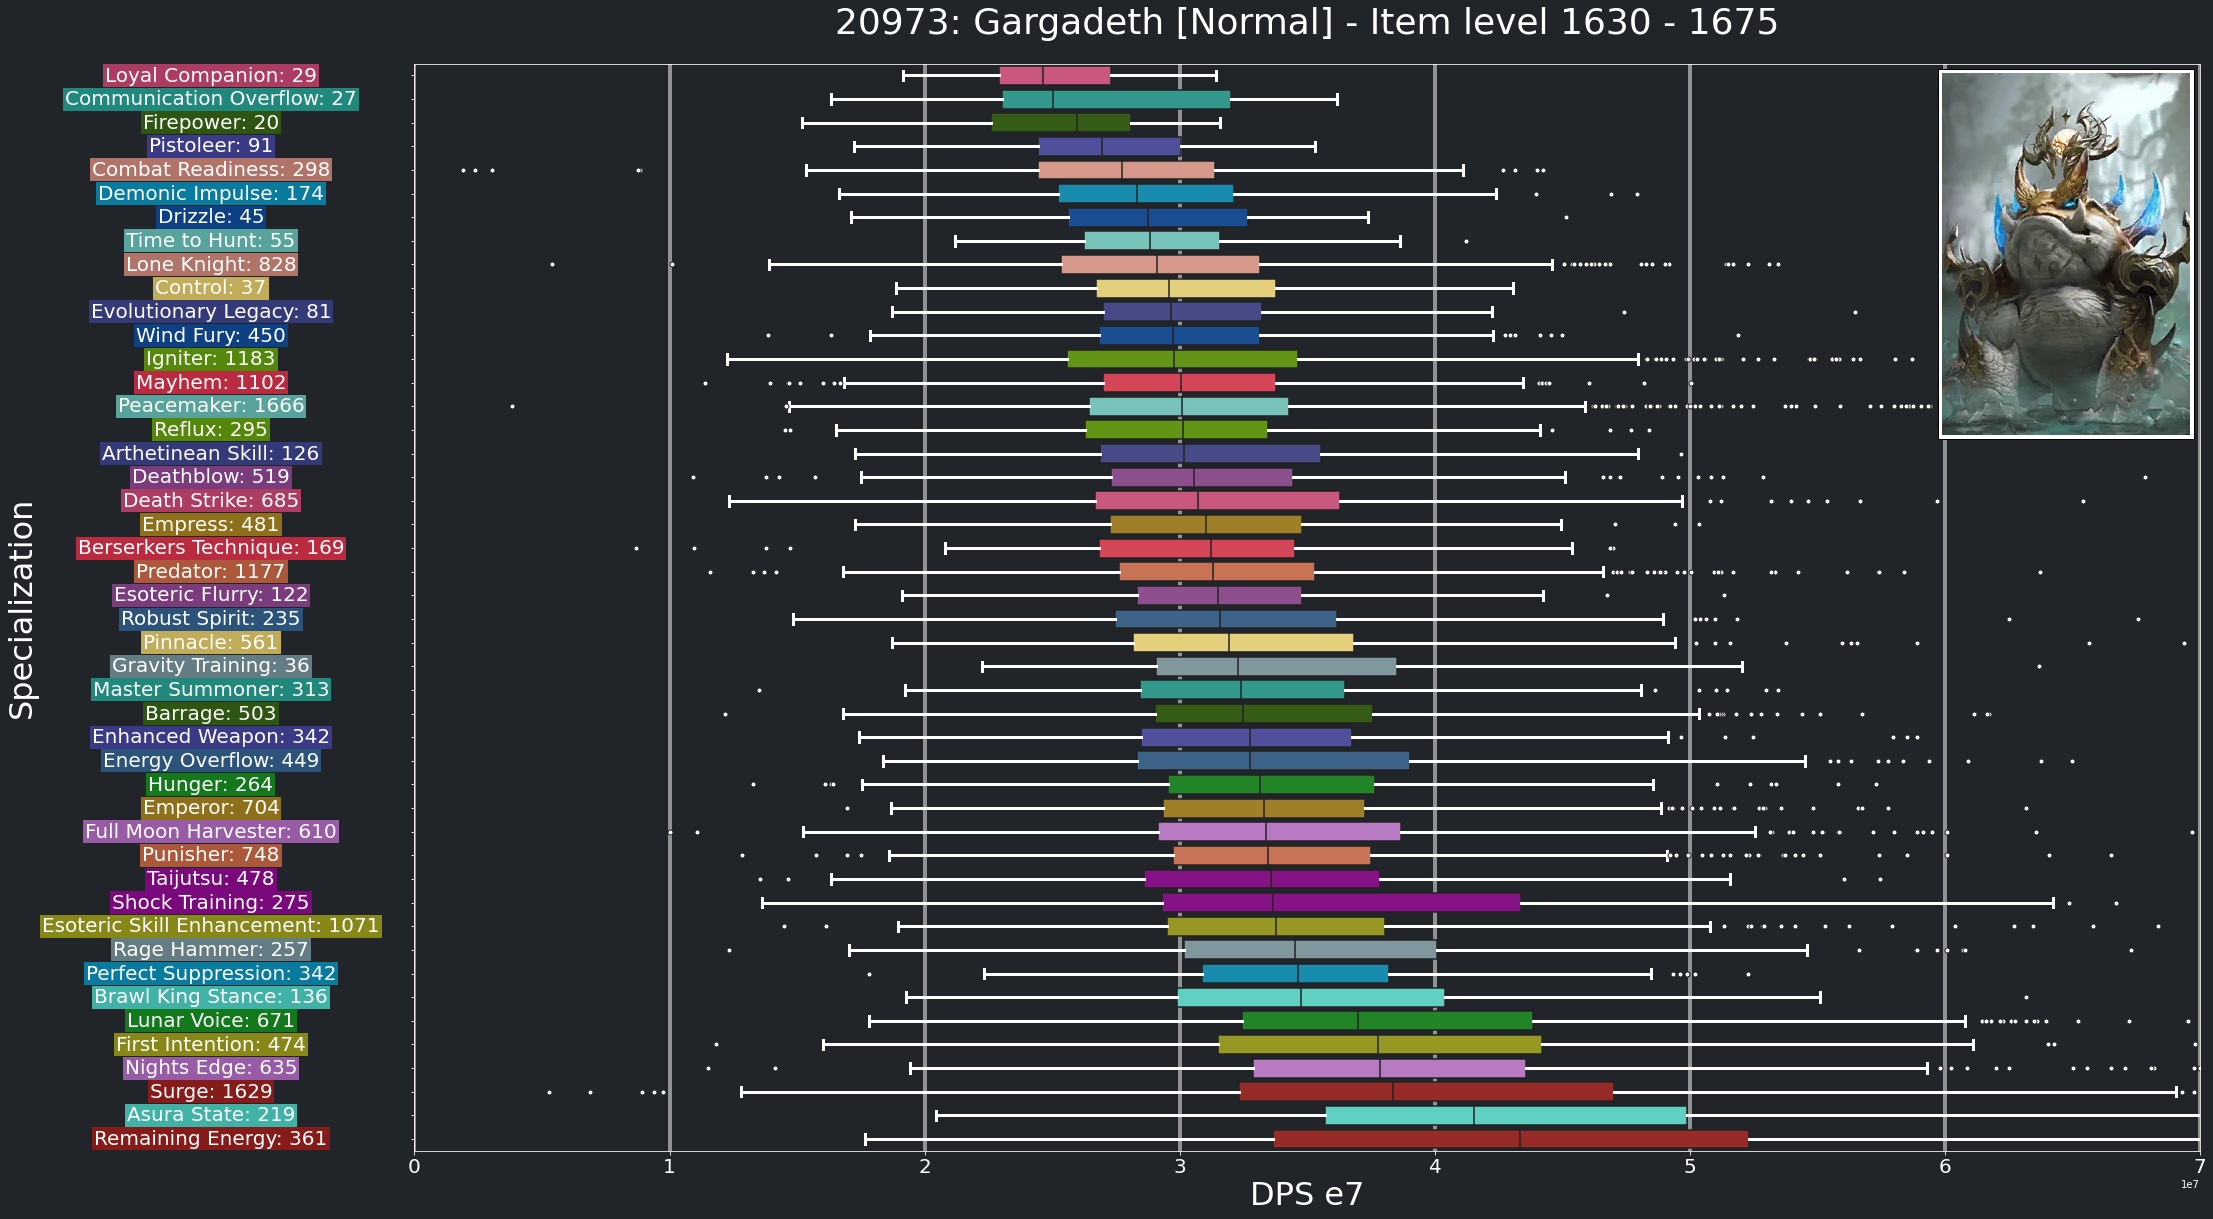 20973: Gargadeth [Normal] - Item level 1630 - 1675
Specialization
Loyal Companion: 29
Communication Overflow: 27
Firepower: 20
Pistoleer: 91
Combat Readiness: 298
Demonic Impulse: 174
Drizzle: 45
Time to Hunt: 55
Lone Knight: 828
Control: 37
Evolutionary Legacy: 81
Wind Fury: 450
Igniter: 1183
Mayhem: 1102
Peacemaker: 1666
Reflux: 295
Arthetinean Skill: 126
Deathblow: 519
Death Strike: 685
Empress: 481
Berserkers Technique: 169
Predator: 1177
Esoteric Flurry: 122
Robust Spirit: 235
Pinnacle: 561
Gravity Training: 36
Master Summoner: 313
Barrage: 503
Enhanced Weapon: 342
Energy Overflow: 449
Hunger: 264
Emperor: 704
Full Moon Harvester: 610
Punisher: 748
Taijutsu: 478
Shock Training: 275
Esoteric Skill Enhancement: 1071
Rage Hammer: 257
Perfect Suppression: 342
Brawl King Stance: 136
Lunar Voice: 671
First Intention: 474
Nights Edge: 635
Surge: 1629
Asura State: 219
Remaining Energy: 361
0 1 2 3 4 5 6 7
1e7
DPS e7